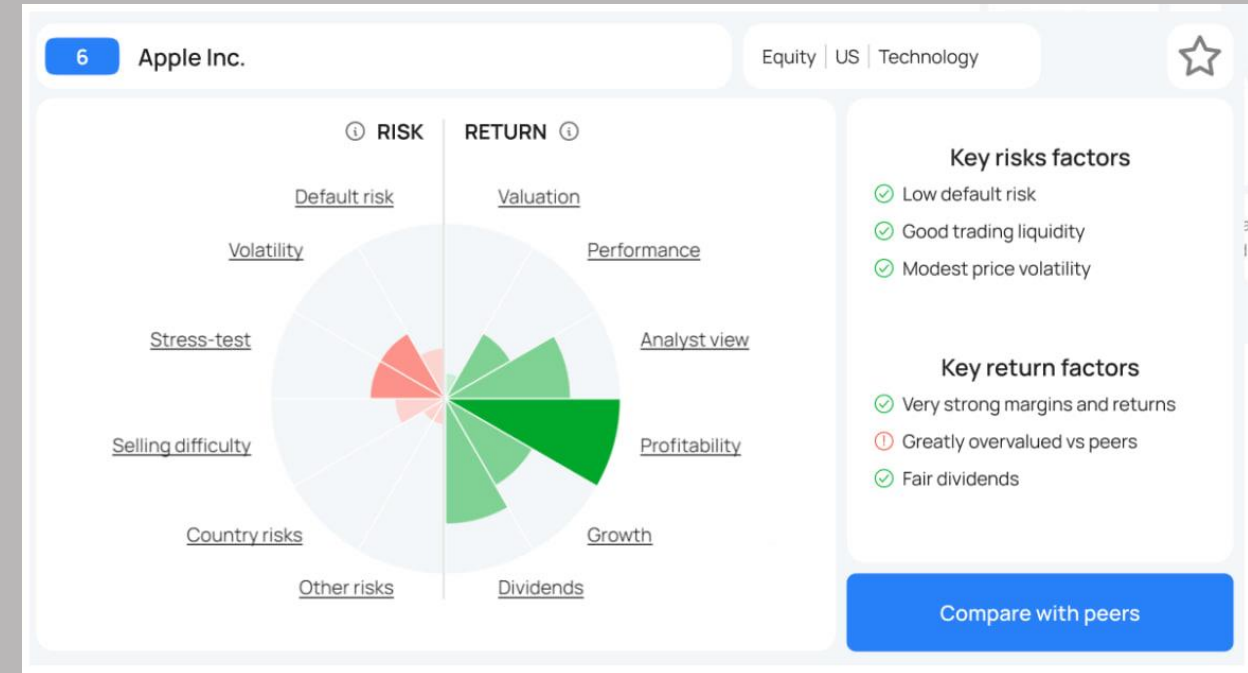 6 Apple Inc.
Equity | US | Technology
RISK RETURN
Default risk Valuation
Volatility Performance
Stress-test Analyst view
Selling difficulty Profitability
Country risks Growth
Other risks Dividends
Key risks factors
Low default risk
Good trading liquidity
Modest price volatility
Key return factors
Very strong margins and returns
Greatly overvalued vs peers
Fair dividends
Compare with peers